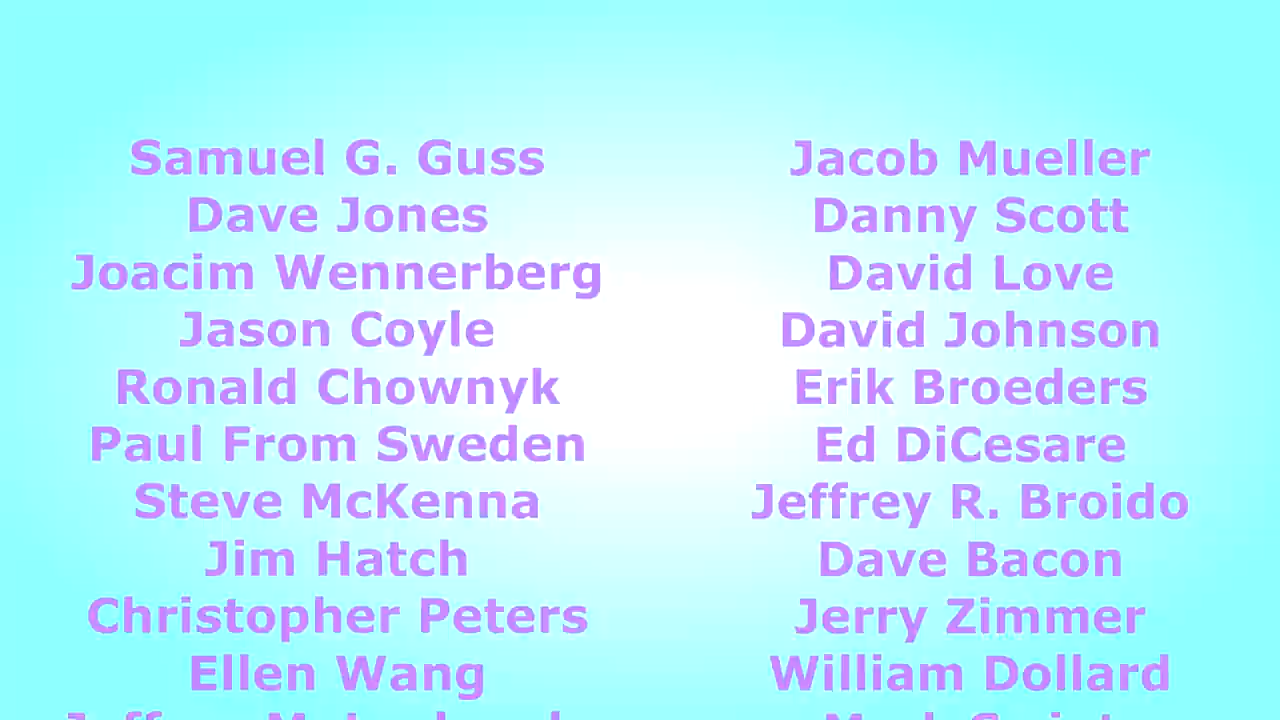 Samuel G. Guss
Dave Jones
Joacim Wennerberg
Jason Coyle
Ronald Chownyk
Paul From Sweden
Steve McKenna
Jim Hatch
Christopher Peters
Ellen Wang
Jacob Mueller
Danny Scott
David Love
David Johnson
Erik Broeders
Ed DiCesare
Jeffrey R. Broido
Dave Bacon
Jerry Zimmer
William Dollard